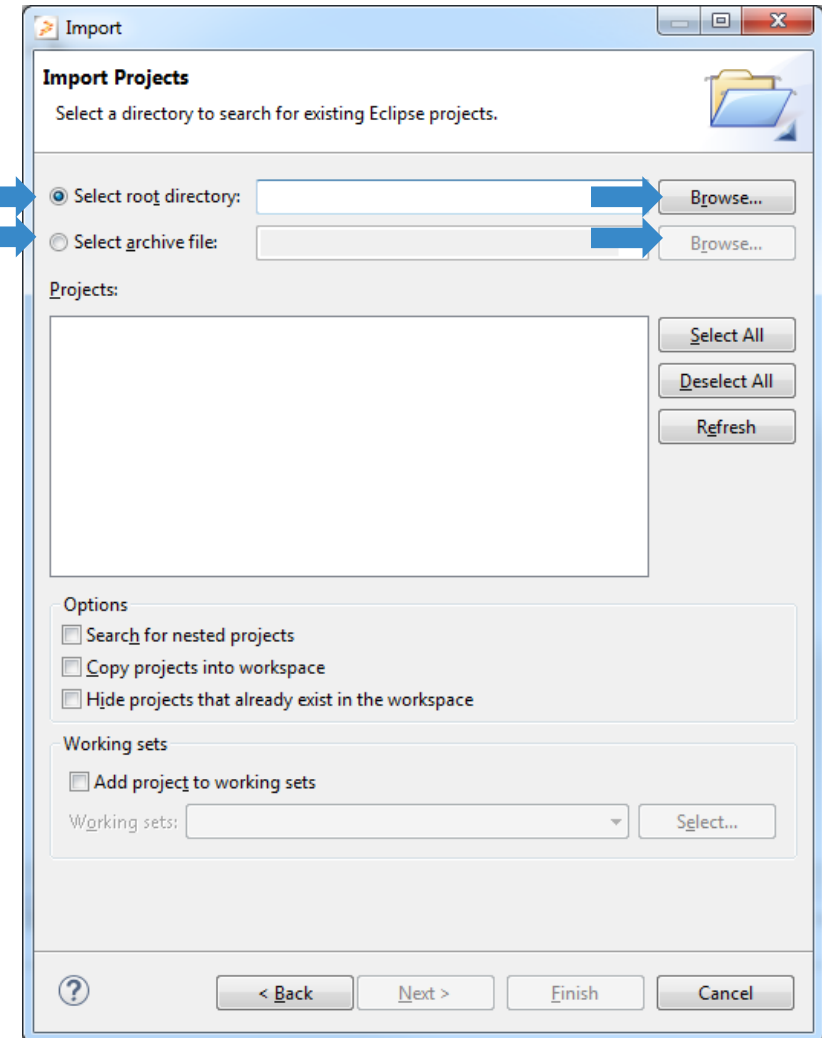 Import
Import Projects
Select a directory to search for existing Eclipse projects.
Select root directory: Browse...
Select archive file: Browse...
Projects:
Select All
Deselect All
Refresh
Options
Search for nested projects
Copy projects into workspace
Hide projects that already exist in the workspace
Working sets
Add project to working sets
Working sets: Select...
? < Back Next > Finish Cancel